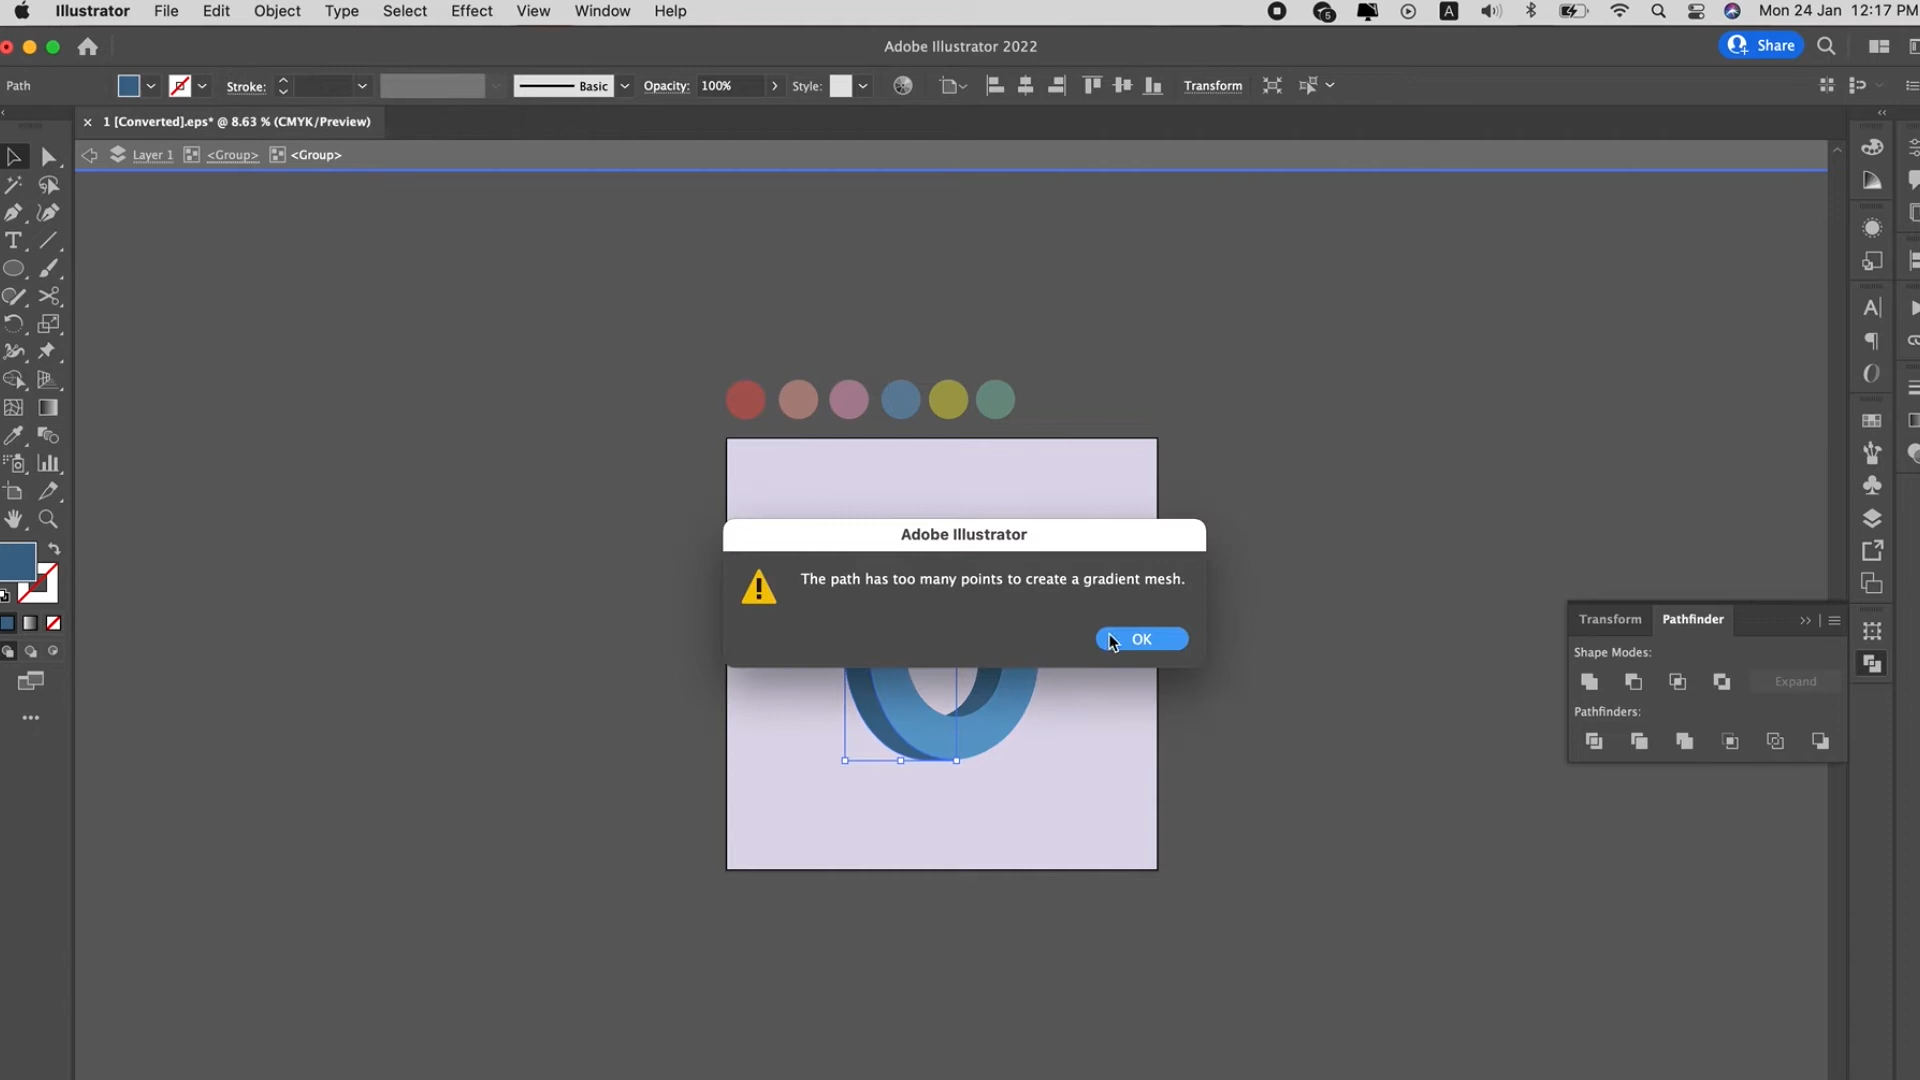 Illustrator File Edit Object Type Select Effect View Window Help 5 A Mon 24 Jan 12:17 PM
Adobe Illustrator 2022
Share
Path
Stroke:
Basic
Opacity: 100%
Style:
Transform
× 1 [Converted].eps* @ 8.63 % (CMYK/Preview)
Layer 1 <Group> <Group>
Adobe Illustrator
The path has too many points to create a gradient mesh.
OK
Transform Pathfinder
Shape Modes:
Expand
Pathfinders: